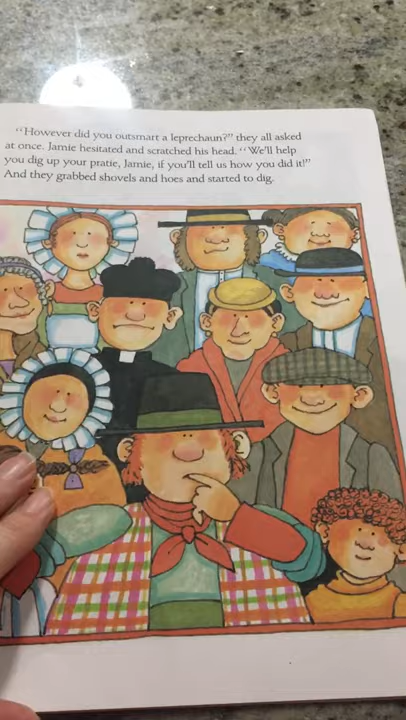 “However did you outsmart a leprechaun?” they all asked
at once. Jamie hesitated and scratched his head. “We’ll help
you dig up your pratie, Jamie, if you’ll tell us how you did it!”
And they grabbed shovels and hoes and started to dig.